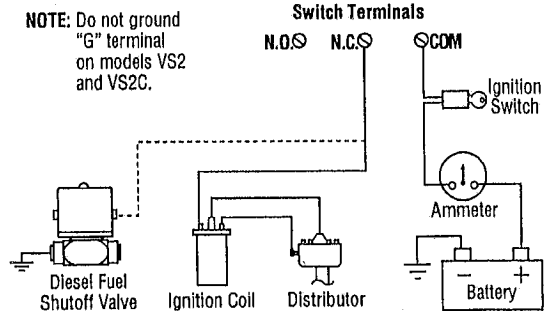 NOTE: Do not ground
"G" terminal
on models VS2
and VS2C.
Switch Terminals
N.O.
N.C.
COM
Ignition
Switch
Ammeter
Diesel Fuel
Shutoff Valve
Ignition Coil
Distributor
Battery
− +